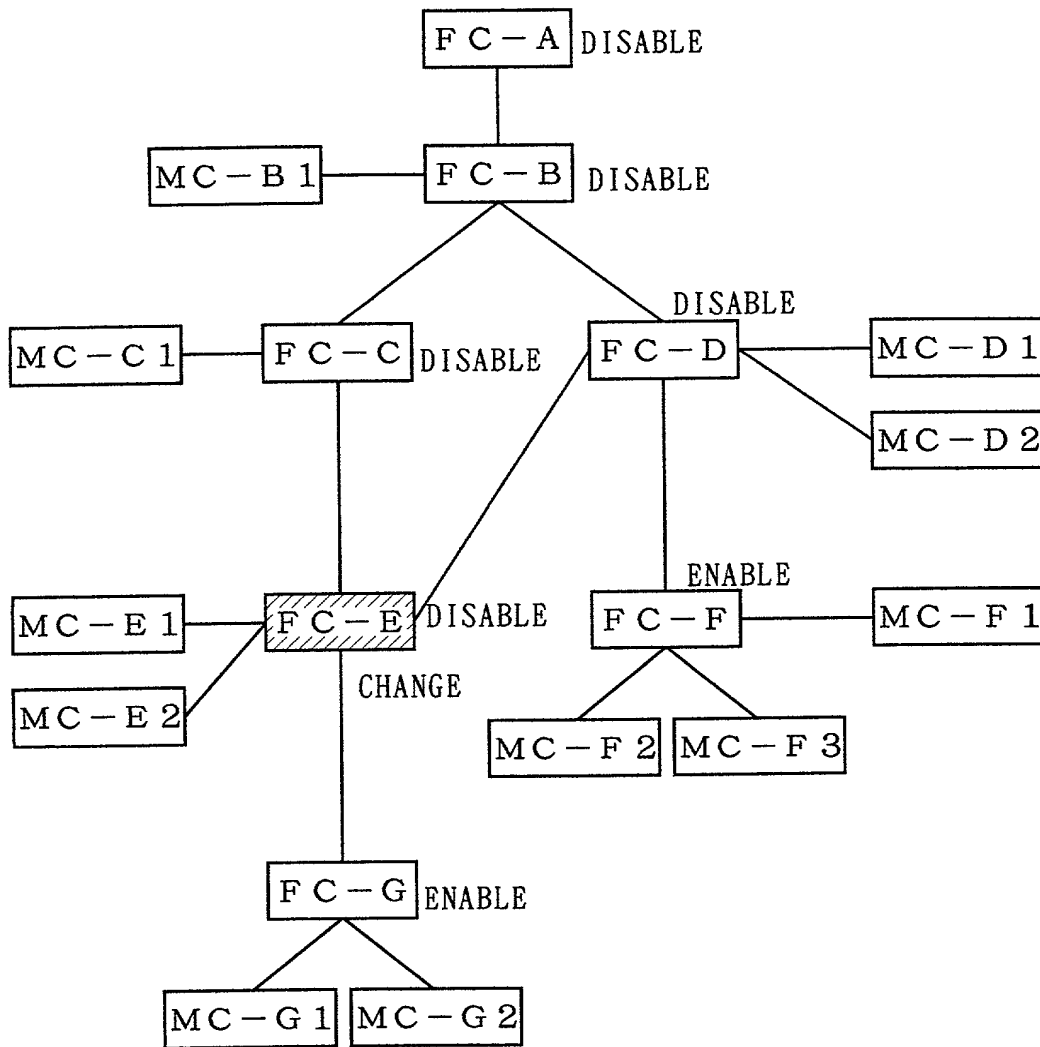 FC-A DISABLE
MC-B1 FC-B DISABLE
DISABLE
MC-C1 FC-C DISABLE FC-D MC-D1
MC-D2
ENABLE
MC-E1 FC-E DISABLE FC-F MC-F1
MC-E2 CHANGE
MC-F2 MC-F3
FC-G ENABLE
MC-G1 MC-G2